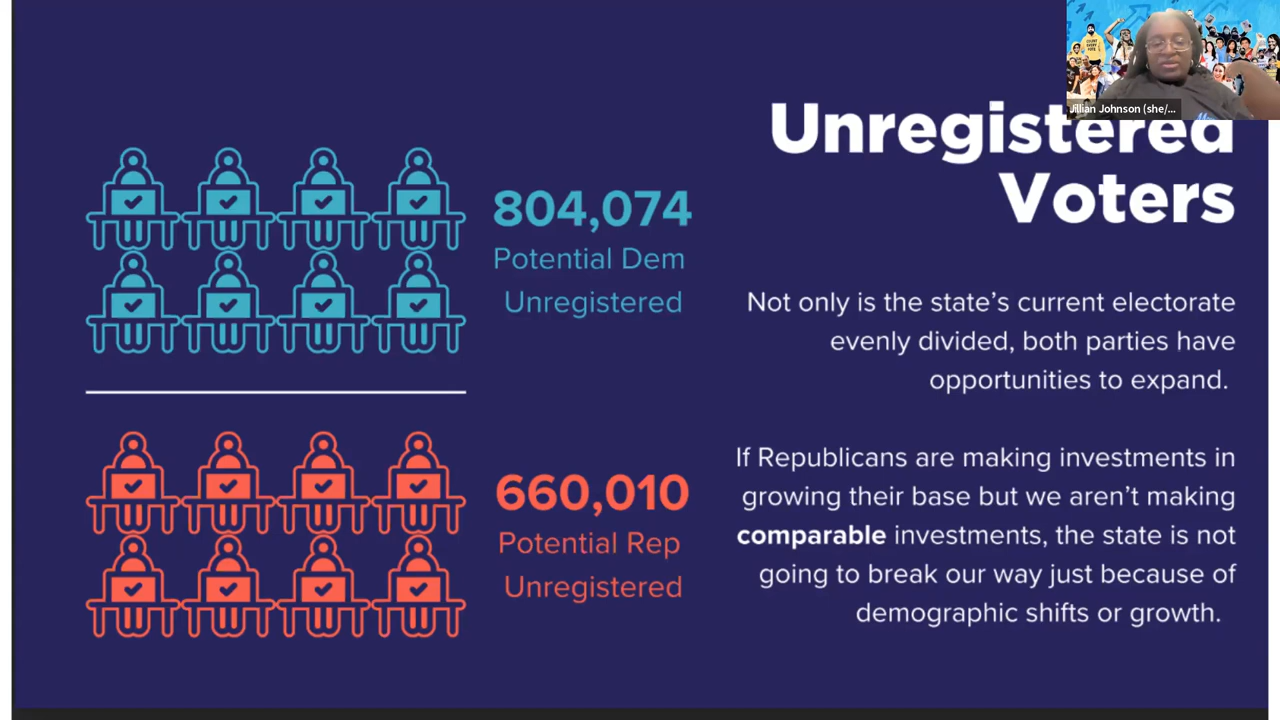 Jillian Johnson (she/...
Unregistered
Voters
804,074
Potential Dem
Unregistered
660,010
Potential Rep
Unregistered
Not only is the state's current electorate
evenly divided, both parties have
opportunities to expand.
If Republicans are making investments in
growing their base but we aren't making
comparable investments, the state is not
going to break our way just because of
demographic shifts or growth.